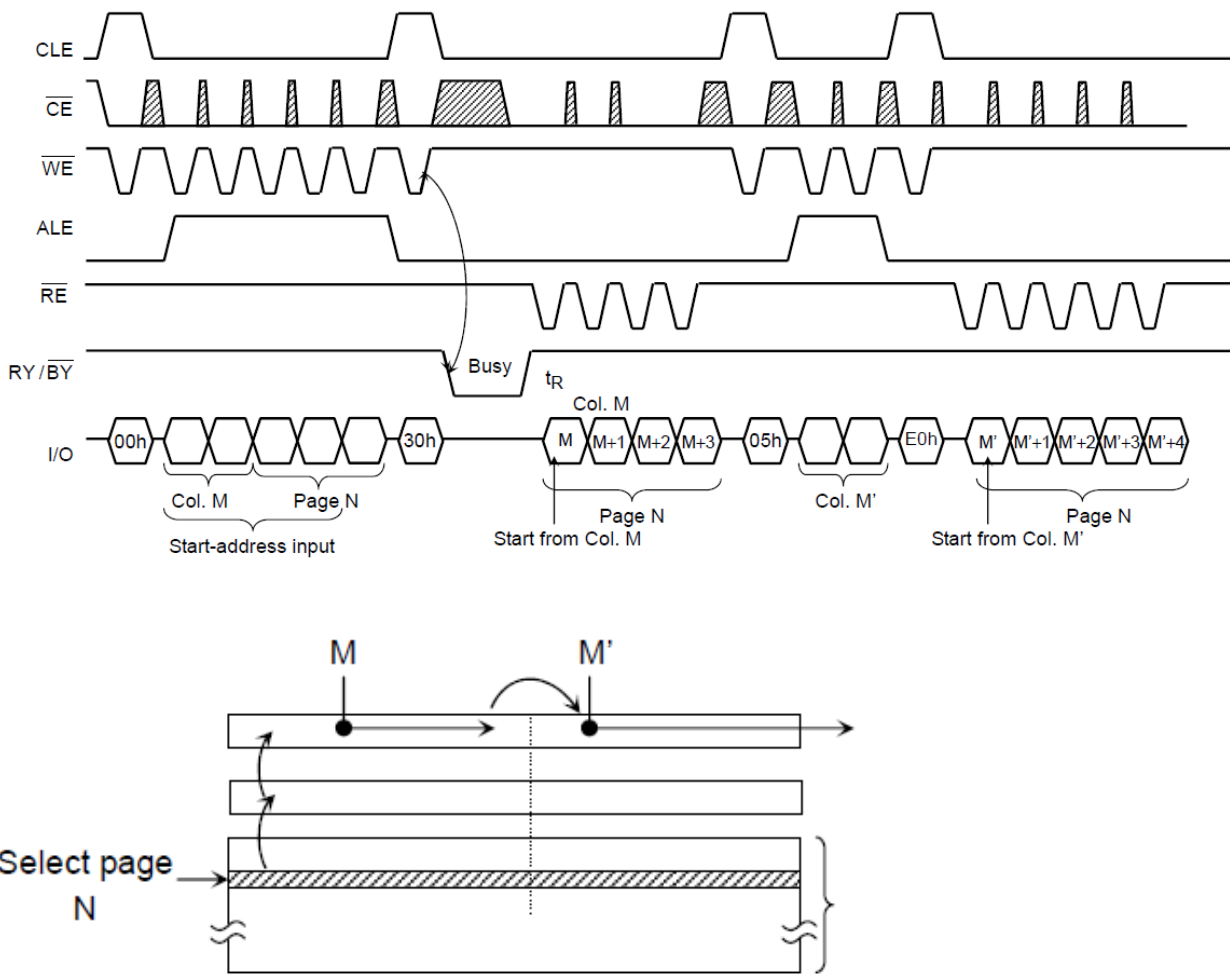 CLE
CE
WE
ALE
RE
RY/BY Busy tR
Col. M
I/O 00h 30h M M+1 M+2 M+3 05h E0h M' M'+1 M'+2 M'+3 M'+4
Col. M Page N Page N Col. M' Page N
Start-address input Start from Col. M Start from Col. M'
M M'
Select page
N